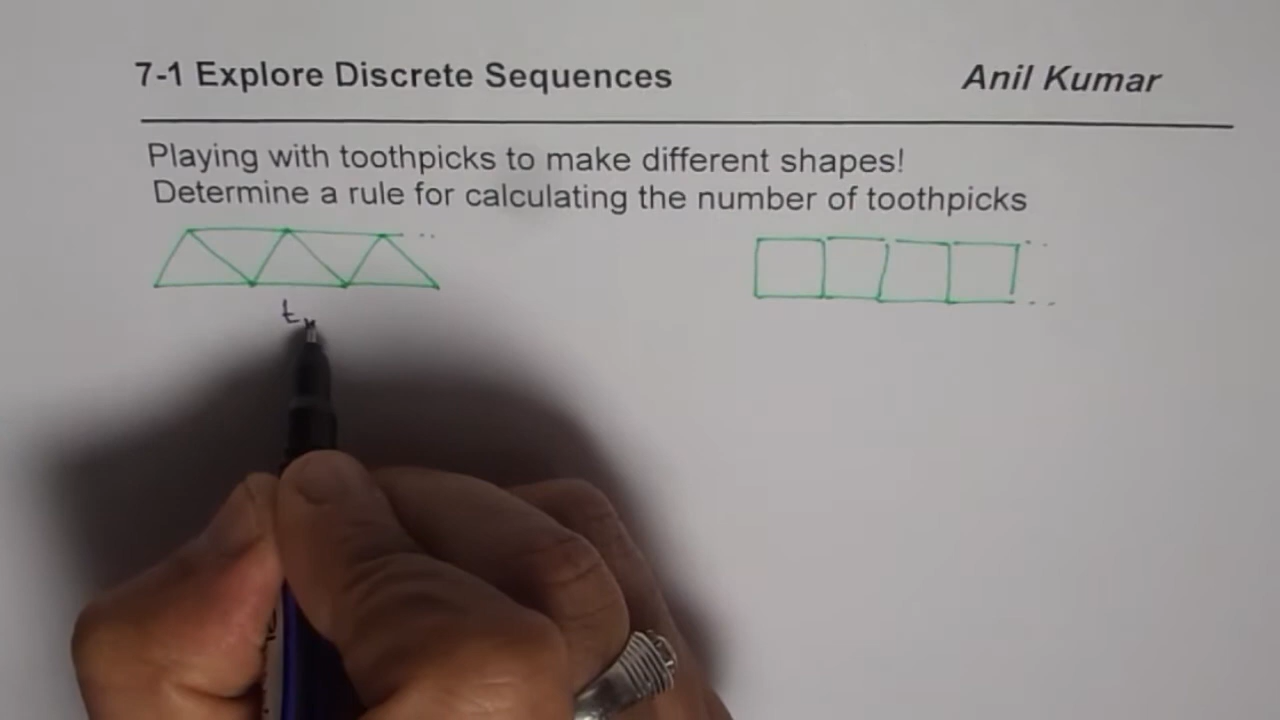 7-1 Explore Discrete Sequences Anil Kumar
Playing with toothpicks to make different shapes!
Determine a rule for calculating the number of toothpicks
t